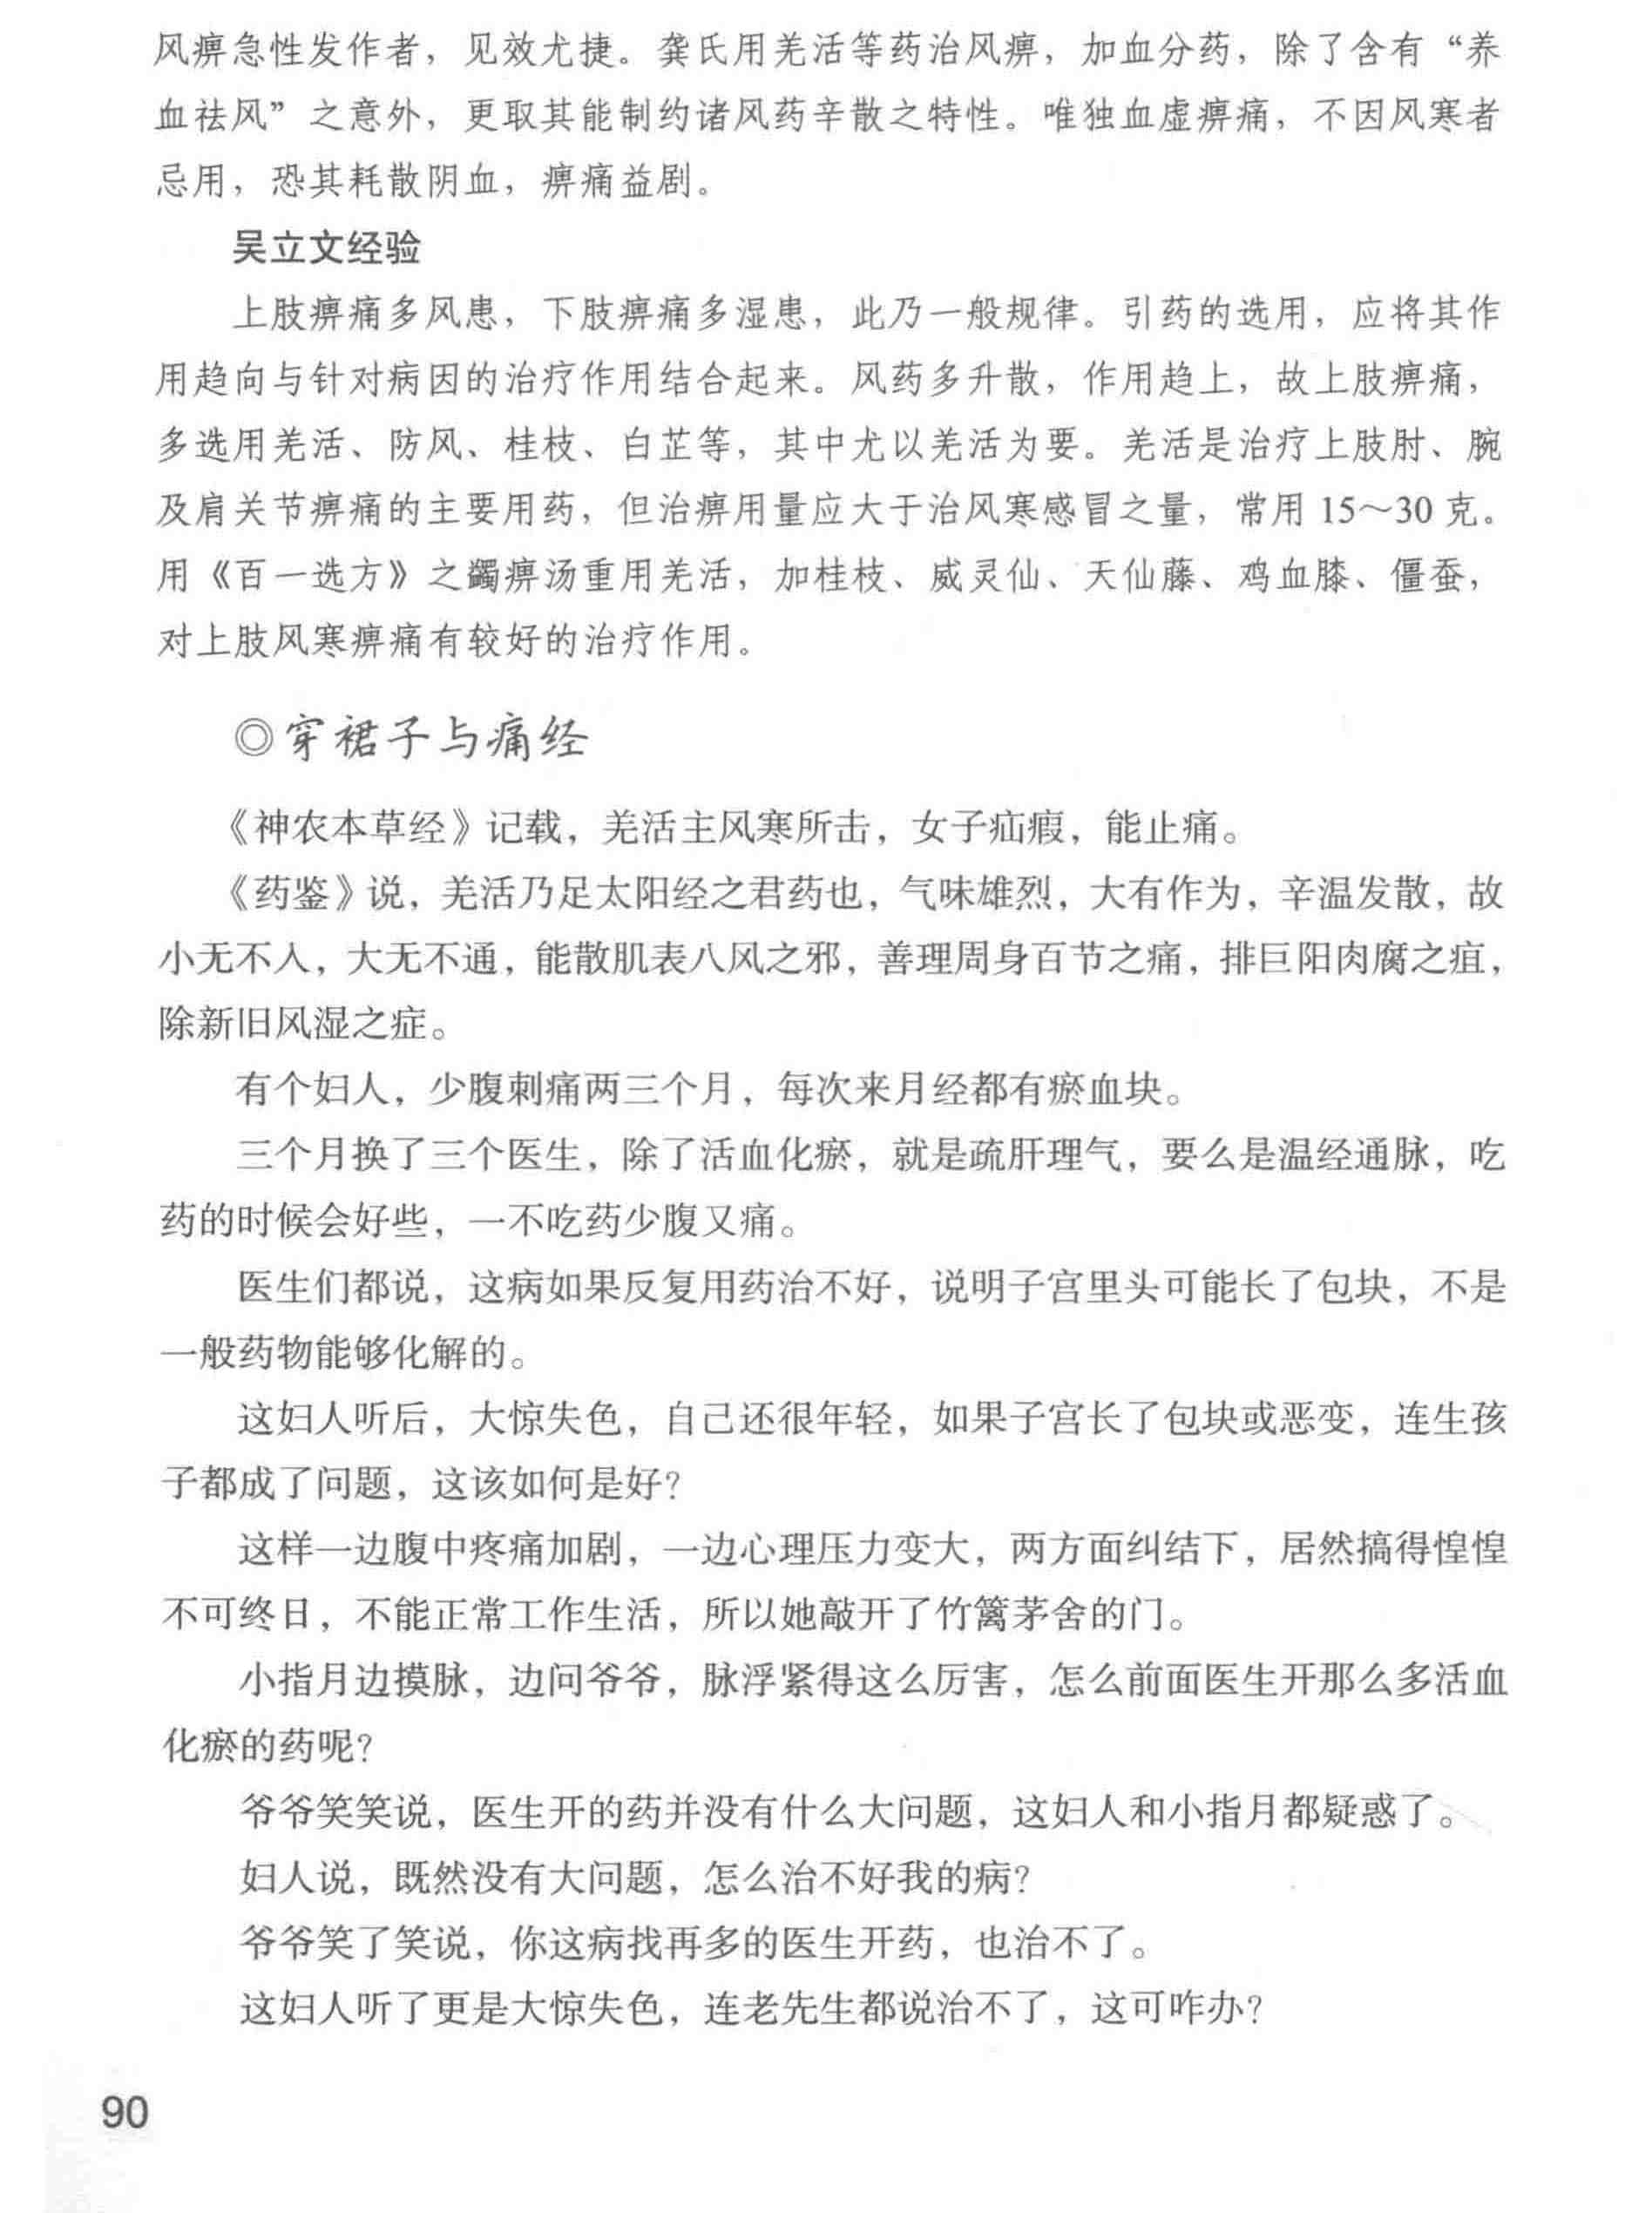 风痹急性发作者，见效尤捷。龚氏用羌活等药治风痹，加血分药，除了含有“养
血祛风”之意外，更取其能制约诸风药辛散之特性。唯独血虚痹痛，不因风寒者
忌用，恐其耗散阴血，痹痛益剧。
吴立文经验
上肢痹痛多风患，下肢痹痛多湿患，此乃一般规律。引药的选用，应将其作
用趋向与针对病因的治疗作用结合起来。风药多升散，作用趋上，故上肢痹痛，
多选用羌活、防风、桂枝、白芷等，其中尤以羌活为要。羌活是治疗上肢肘、腕
及肩关节痹痛的主要用药，但治痹用量应大于治风寒感冒之量，常用15～30克。
用《百一选方》之蠲痹汤重用羌活，加桂枝、威灵仙、天仙藤、鸡血膝、僵蚕，
对上肢风寒痹痛有较好的治疗作用。
◎穿裙子与痛经
《神农本草经》记载，羌活主风寒所击，女子疝瘕，能止痛。
《药鉴》说，羌活乃足太阳经之君药也，气味雄烈，大有作为，辛温发散，故
小无不入，大无不通，能散肌表八风之邪，善理周身百节之痛，排巨阳肉腐之疽，
除新旧风湿之症。
有个妇人，少腹刺痛两三个月，每次来月经都有瘀血块。
三个月换了三个医生，除了活血化瘀，就是疏肝理气，要么是温经通脉，吃
药的时候会好些，一不吃药少腹又痛。
医生们都说，这病如果反复用药治不好，说明子宫里头可能长了包块，不是
一般药物能够化解的。
这妇人听后，大惊失色，自己还很年轻，如果子宫长了包块或恶变，连生孩
子都成了问题，这该如何是好？
这样一边腹中疼痛加剧，一边心理压力变大，两方面纠结下，居然搞得惶惶
不可终日，不能正常工作生活，所以她敲开了竹篱茅舍的门。
小指月边摸脉，边问爷爷，脉浮紧得这么厉害，怎么前面医生开那么多活血
化瘀的药呢？
爷爷笑笑说，医生开的药并没有什么大问题，这妇人和小指月都疑惑了。
妇人说，既然没有大问题，怎么治不好我的病？
爷爷笑了笑说，你这病找再多的医生开药，也治不了。
这妇人听了更是大惊失色，连老先生都说治不了，这可咋办？
90